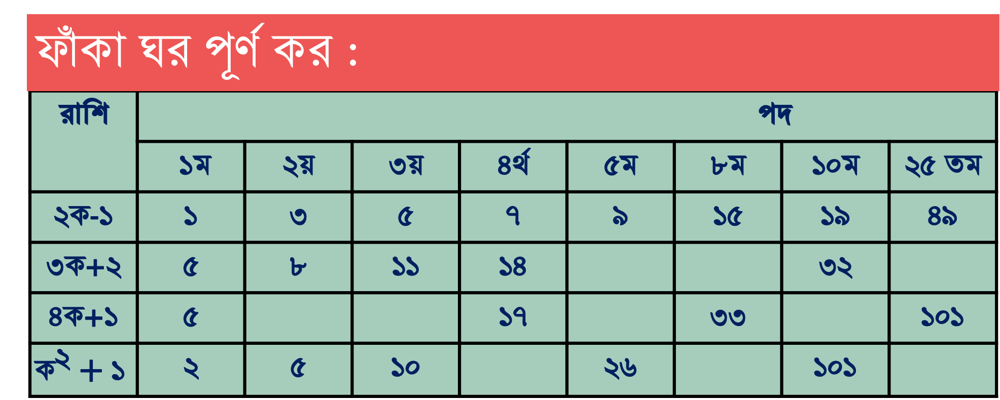 ফাঁকা ঘর পূর্ণ কর :
রাশি পদ
১ম ২য় ৩য় ৪র্থ ৫ম ৮ম ১০ম ২৫ তম
২ক-১ ১ ৩ ৫ ৭ ৯ ১৫ ১৯ ৪৯
৩ক+২ ৫ ৮ ১১ ১৪ ৩২
৪ক+১ ৫ ১৭ ৩৩ ১০১
ক² + ১ ২ ৫ ১০ ২৬ ১০১